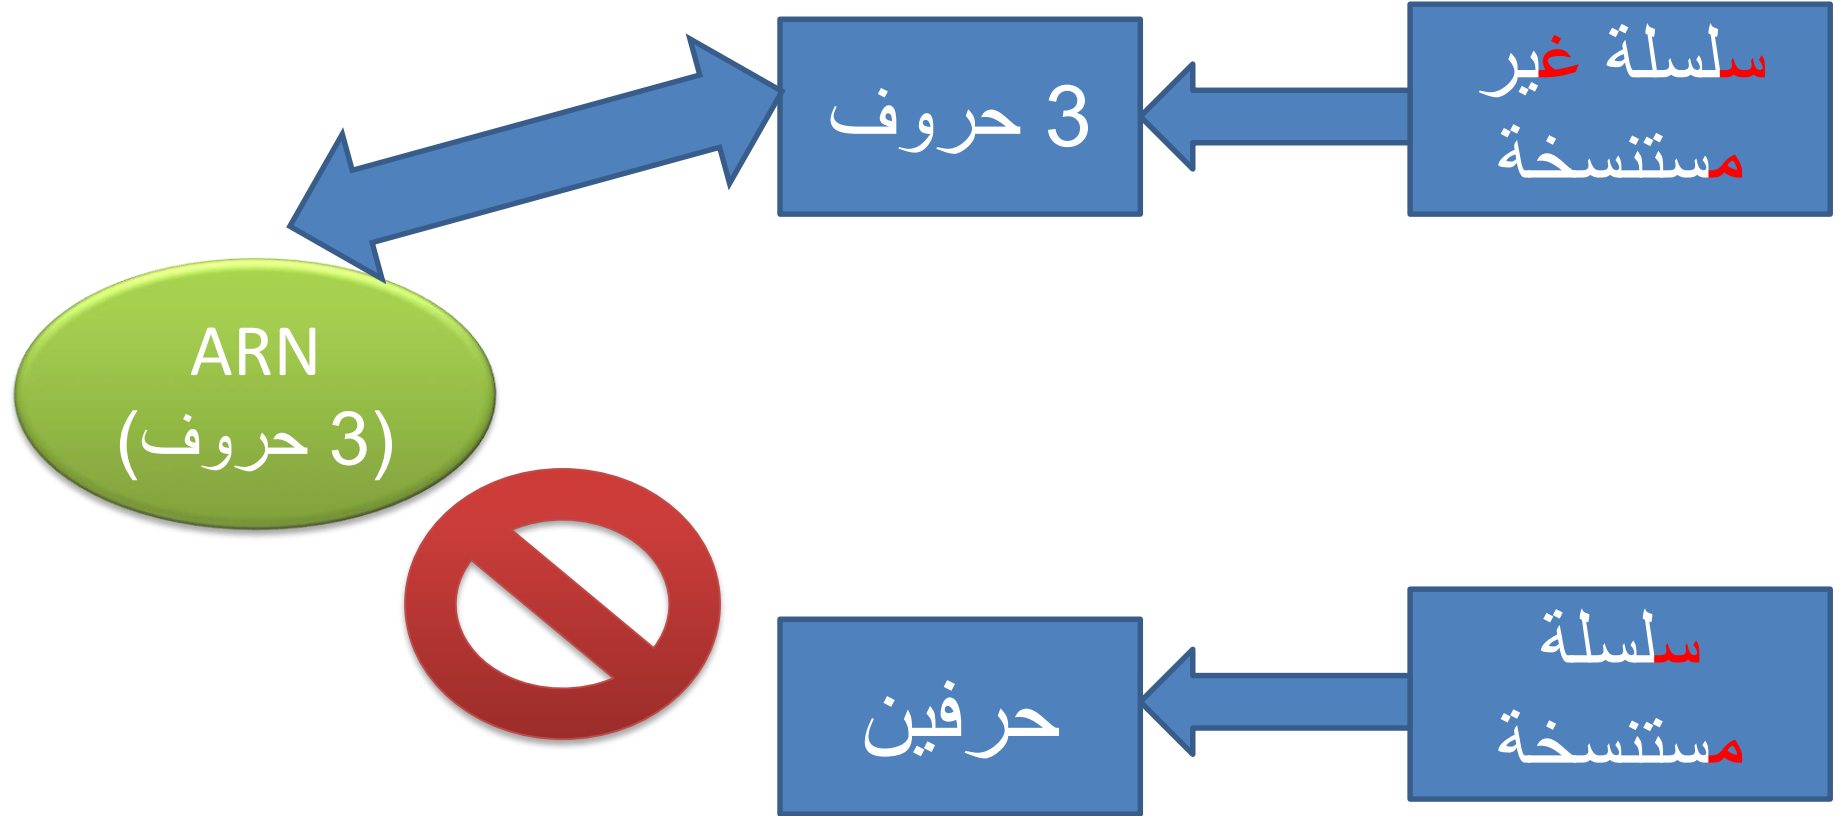 سلسلة غير
مستنسخة
3 حروف
ARN
(3 حروف)
سلسلة
مستنسخة
حرفين